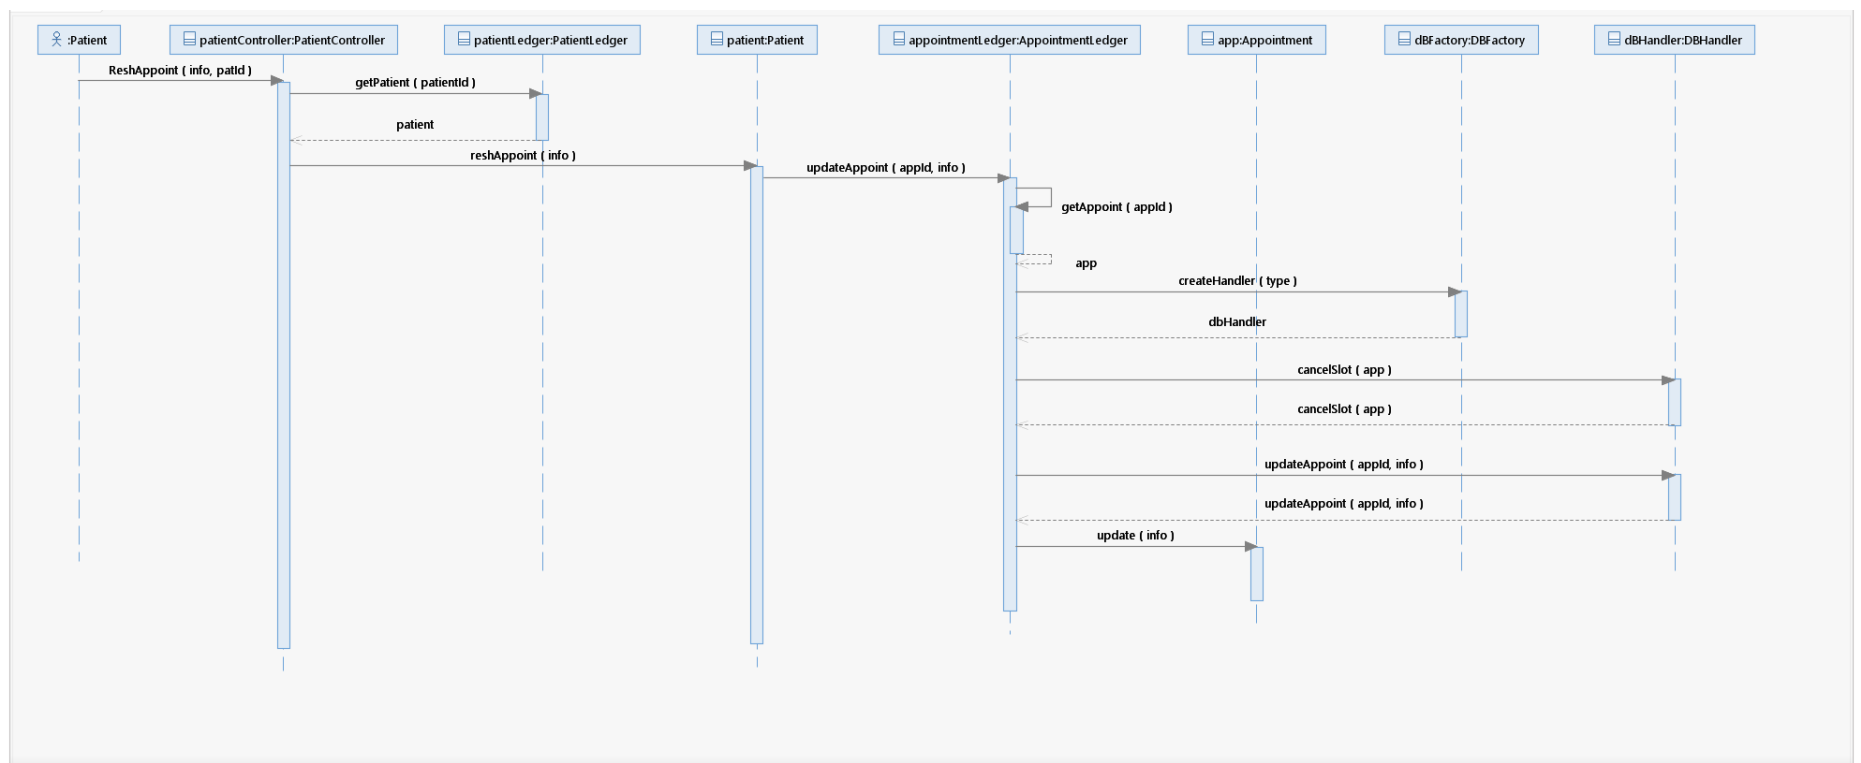 :Patient
patientController:PatientController
patientLedger:PatientLedger
patient:Patient
appointmentLedger:AppointmentLedger
app:Appointment
dBFactory:DBFactory
dBHandler:DBHandler
ReshAppoint ( info, patId )
getPatient ( patientId )
patient
reshAppoint ( info )
updateAppoint ( appId, info )
getAppoint ( appId )
app
createHandler ( type )
dbHandler
cancelSlot ( app )
cancelSlot ( app )
updateAppoint ( appId, info )
updateAppoint ( appId, info )
update ( info )